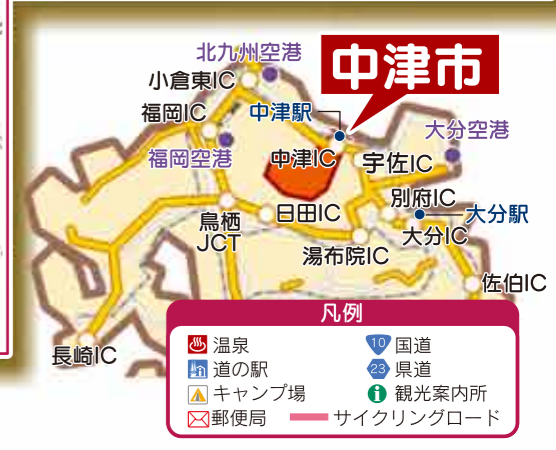 北九州空港
中津市
小倉東IC
福岡IC
中津駅
大分空港
福岡空港
中津IC
宇佐IC
別府IC
鳥栖
JCT
日田IC
大分駅
大分IC
湯布院IC
佐伯IC
長崎IC
凡例
温泉
10 国道
道の駅
23 県道
キャンプ場
観光案内所
郵便局
サイクリングロード